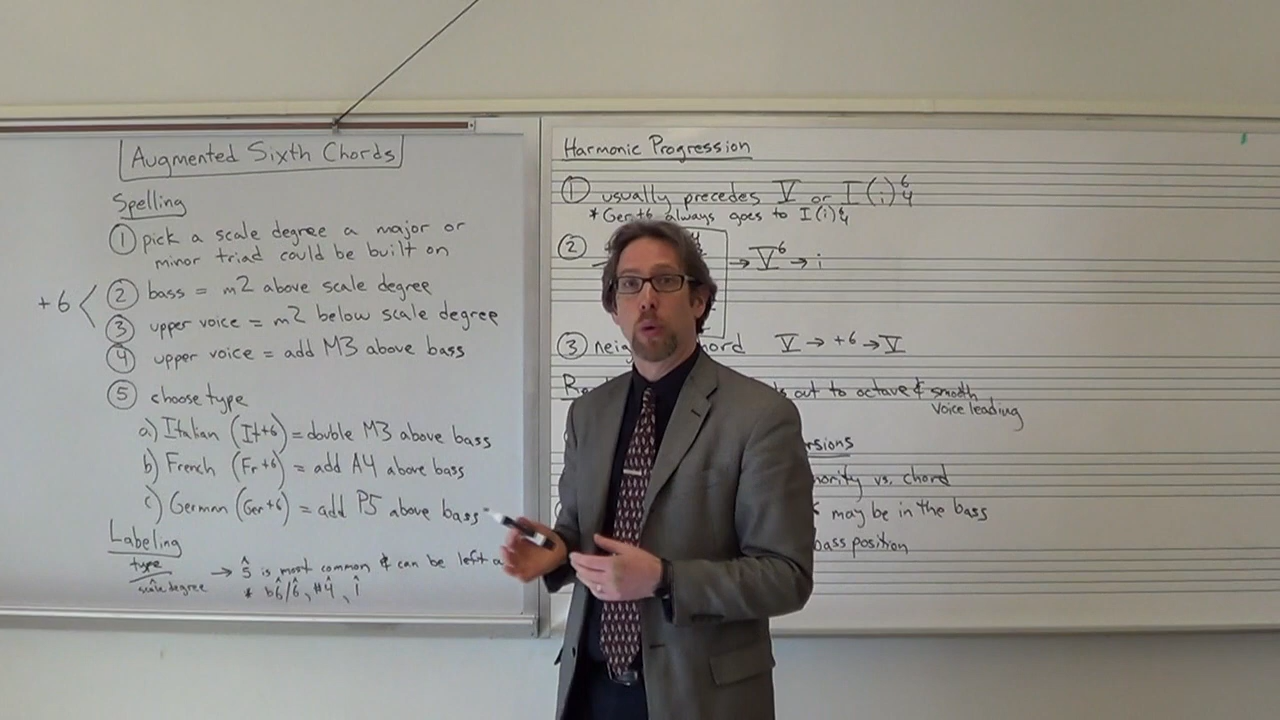 Augmented Sixth Chords
Spelling
① pick a scale degree a major or
minor triad could be built on
+6 <
② bass = m2 above scale degree
③ upper voice = m2 below scale degree
④ upper voice = add M3 above bass
⑤ choose type
a) Italian (It+6) = double M3 above bass
b) French (Fr+6) = add A4 above bass
c) German (Ger+6) = add P5 above bass
Labeling
type
scale degree
→ 5̂ is most common & can be left
* b6̂/6̂, #4̂, 1̂
Harmonic Progression
① usually precedes V or I(i)6/4
* Ger+6 always goes to I(i)6/4
② → V6 → i
③ V → +6 → V
out to octave & smooth
voice leading
vs. chord
may be in the bass
bass position